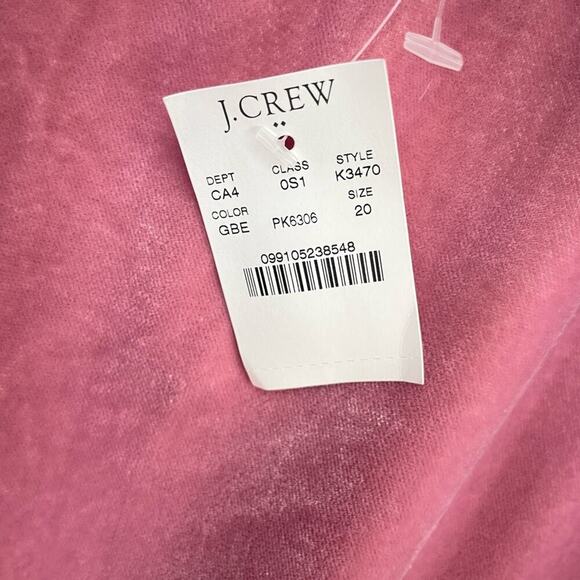 J.CREW
DEPT CLASS STYLE
CA4 0S1 K3470
COLOR SIZE
GBE PK6306 20
099105238548